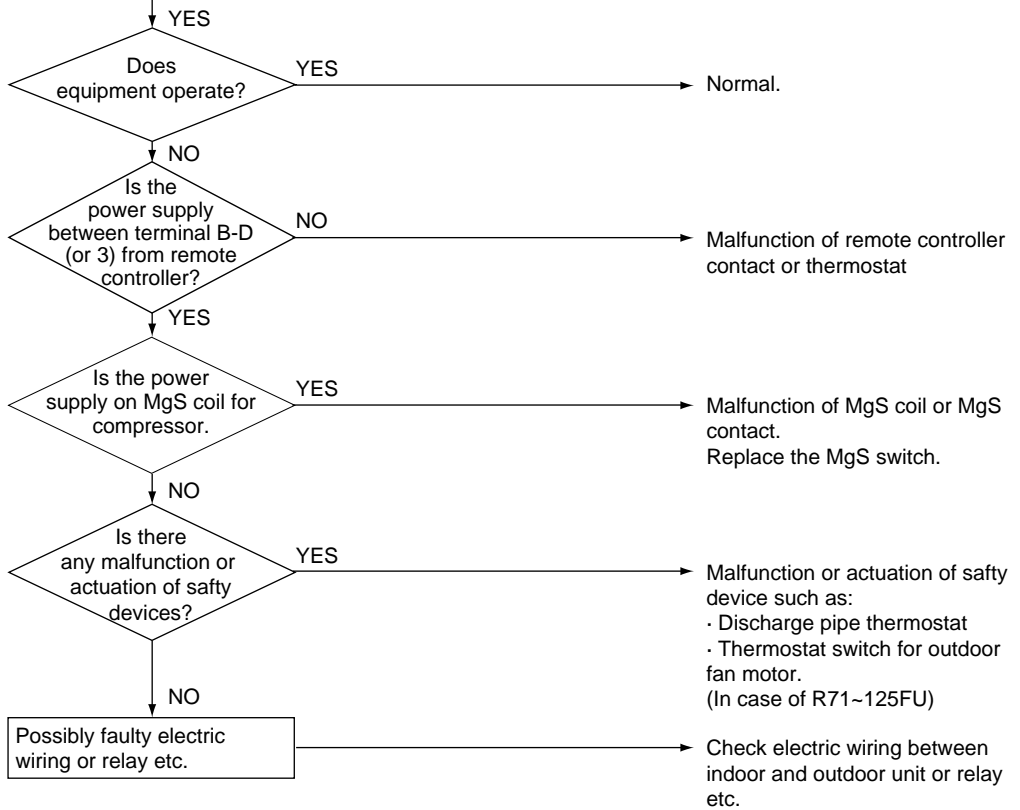 YES
Does
equipment operate?
YES
Normal.
NO
Is the
power supply
between terminal B-D
(or 3) from remote
controller?
NO
Malfunction of remote controller
contact or thermostat
YES
Is the power
supply on MgS coil for
compressor.
YES
Malfunction of MgS coil or MgS
contact.
Replace the MgS switch.
NO
Is there
any malfunction or
actuation of safty
devices?
YES
Malfunction or actuation of safty
device such as:
· Discharge pipe thermostat
· Thermostat switch for outdoor
fan motor.
(In case of R71~125FU)
NO
Possibly faulty electric
wiring or relay etc.
Check electric wiring between
indoor and outdoor unit or relay
etc.